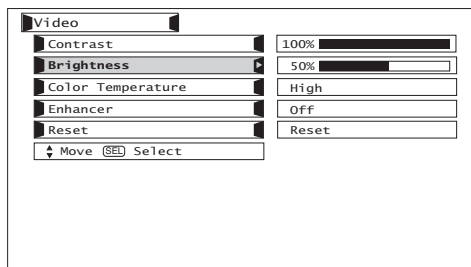 Video
Contrast 100%
Brightness 50%
Color Temperature High
Enhancer Off
Reset Reset
Move SEL Select